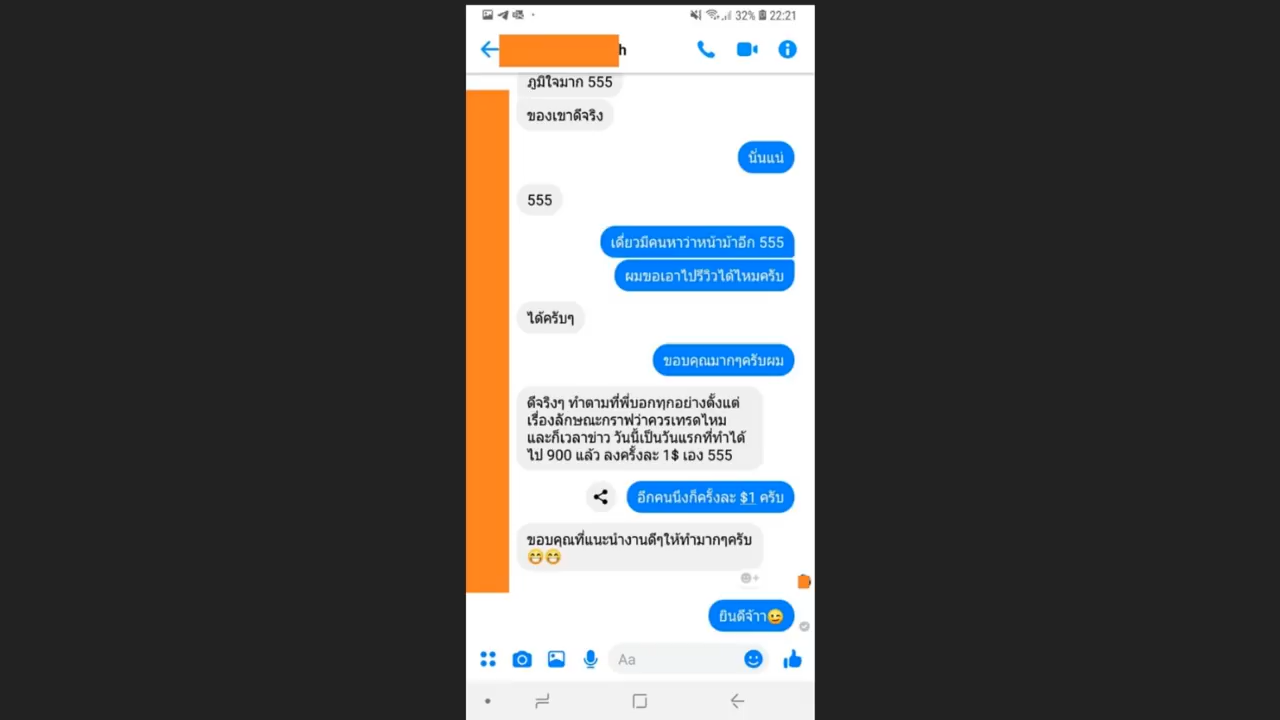 32% 22:21
h
ภูมิใจมาก 555
ของเขาดีจริง
นั่นแน่
555
เดี่ยวมีคนหาว่าหน้าม้าอีก 555
ผมขอเอาไปรีวิวได้ไหมครับ
ได้ครับๆ
ขอบคุณมากๆครับผม
ดีจริงๆ ทำตามที่พี่บอกทุกอย่างตั้งแต่
เรื่องลักษณะกราฟว่าควรเทรดไหม
และก็เวลาข่าว วันนี้เป็นวันแรกที่ทำได้
ไป 900 แล้ว ลงครั้งละ 1$ เอง 555
อีกคนนึงก็ครั้งละ $1 ครับ
ขอบคุณที่แนะนำงานดีๆให้ทำมากๆครับ
😁😁
ยินดีจ้าา😉
Aa